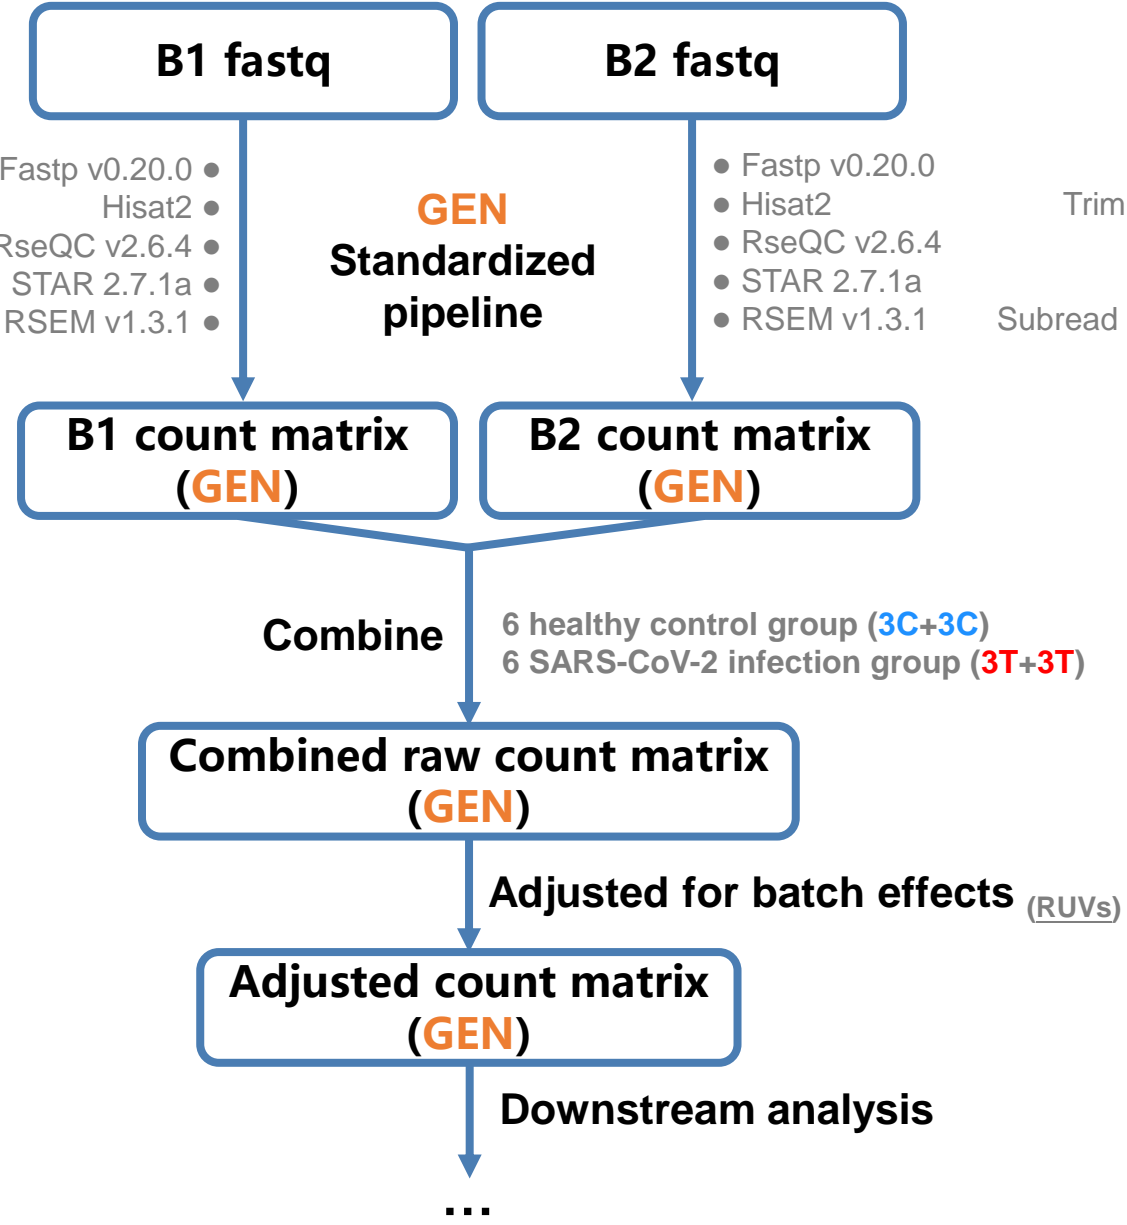 B1 fastq
B2 fastq
Fastp v0.20.0 ●
Hisat2 ●
RseQC v2.6.4 ●
STAR 2.7.1a ●
RSEM v1.3.1 ●
GEN
Standardized
pipeline
● Fastp v0.20.0
● Hisat2 Trim
● RseQC v2.6.4
● STAR 2.7.1a
● RSEM v1.3.1 Subread
B1 count matrix
(GEN)
B2 count matrix
(GEN)
Combine
6 healthy control group (3C+3C)
6 SARS-CoV-2 infection group (3T+3T)
Combined raw count matrix
(GEN)
Adjusted for batch effects (RUVs)
Adjusted count matrix
(GEN)
Downstream analysis
...